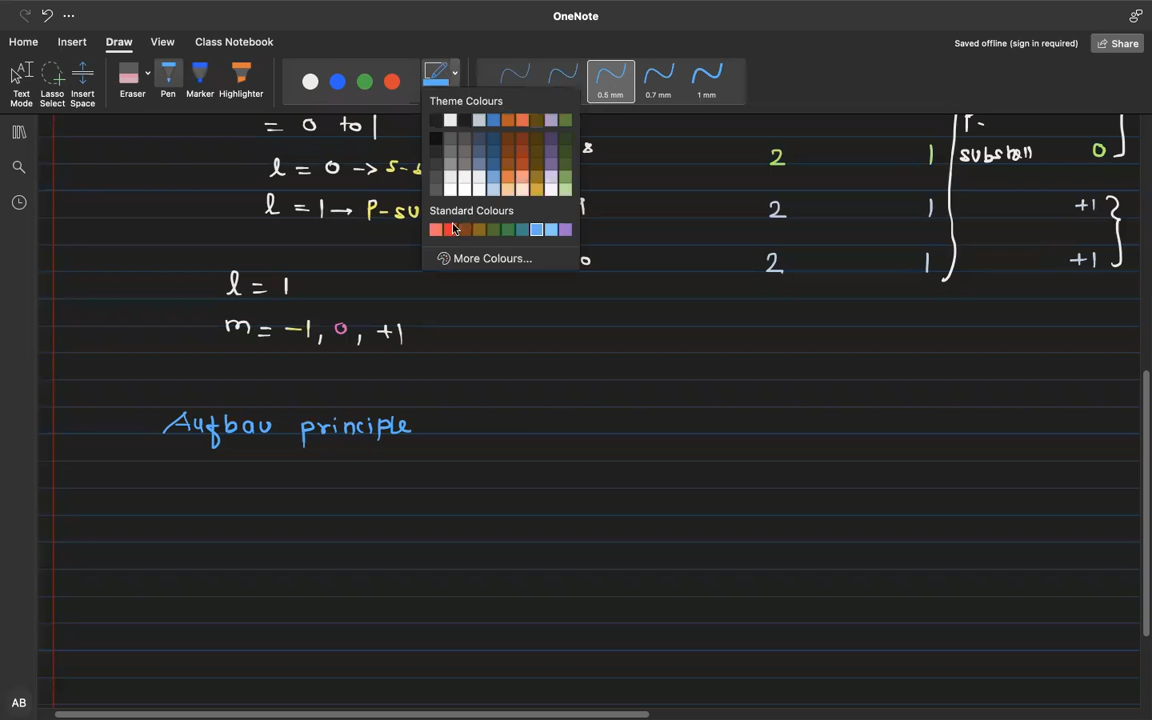 OneNote
Home Insert Draw View Class Notebook
Saved offline (sign in required) Share
Text Mode Lasso Select Insert Space Eraser Pen Marker Highlighter
0.5 mm 0.7 mm 1 mm
Theme Colours
Standard Colours
More Colours...
= 0 to 1
l = 0 -> s-s
l = 1 → P-su
2 1 substall 0
2 1 +1
0 2 1 +1
l = 1
m = -1, 0, +1
Aufbau principle
AB